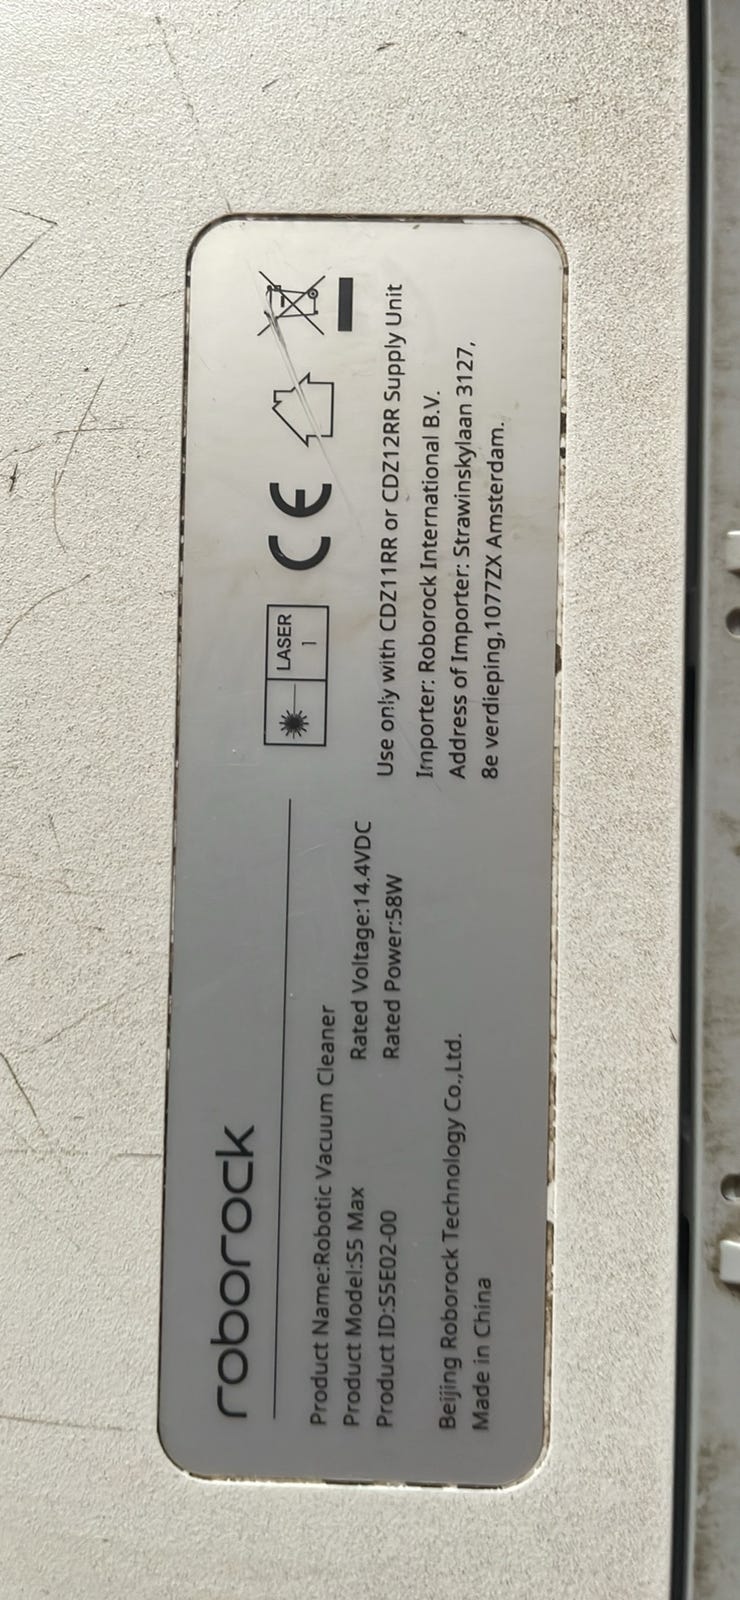 roborock
Product Name:Robotic Vacuum Cleaner
Product Model:S5 Max
Rated Voltage:14.4VDC
Product ID:S5E02-00
Rated Power:58W
Beijing Roborock Technology Co.,Ltd.
Made in China
LASER
1
CE
Use only with CDZ11RR or CDZ12RR Supply Unit
Importer: Roborock International B.V.
Address of Importer: Strawinskylaan 3127,
8e verdieping,1077ZX Amsterdam.